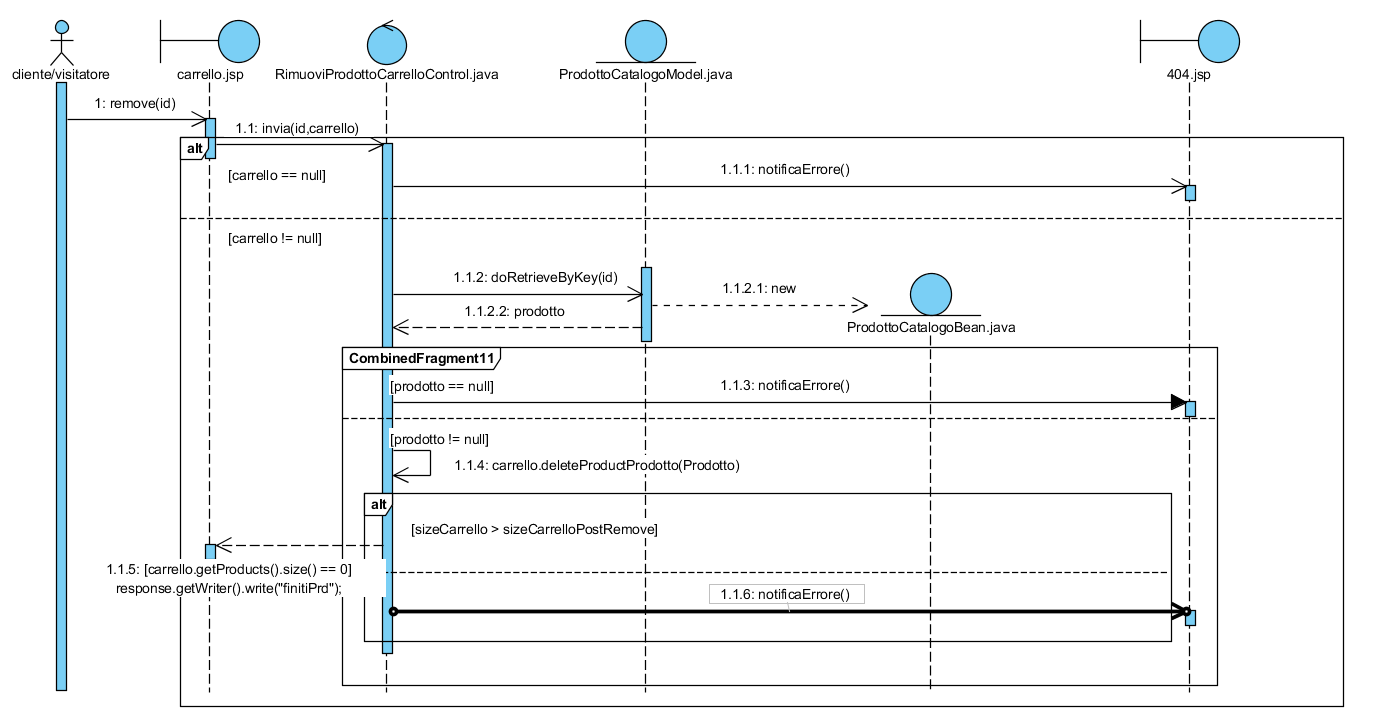 cliente/visitatore
carrello.jsp
RimuoviProdottoCarrelloControl.java
ProdottoCatalogoModel.java
404.jsp
1: remove(id)
1.1: invia(id,carrello)
alt
[carrello == null]
1.1.1: notificaErrore()
[carrello != null]
1.1.2: doRetrieveByKey(id)
1.1.2.1: new
1.1.2.2: prodotto
ProdottoCatalogoBean.java
CombinedFragment11
[prodotto == null]
1.1.3: notificaErrore()
[prodotto != null]
1.1.4: carrello.deleteProductProdotto(Prodotto)
alt
[sizeCarrello > sizeCarrelloPostRemove]
1.1.5: [carrello.getProducts().size() == 0]
response.getWriter().write("finitiPrd");
1.1.6: notificaErrore()